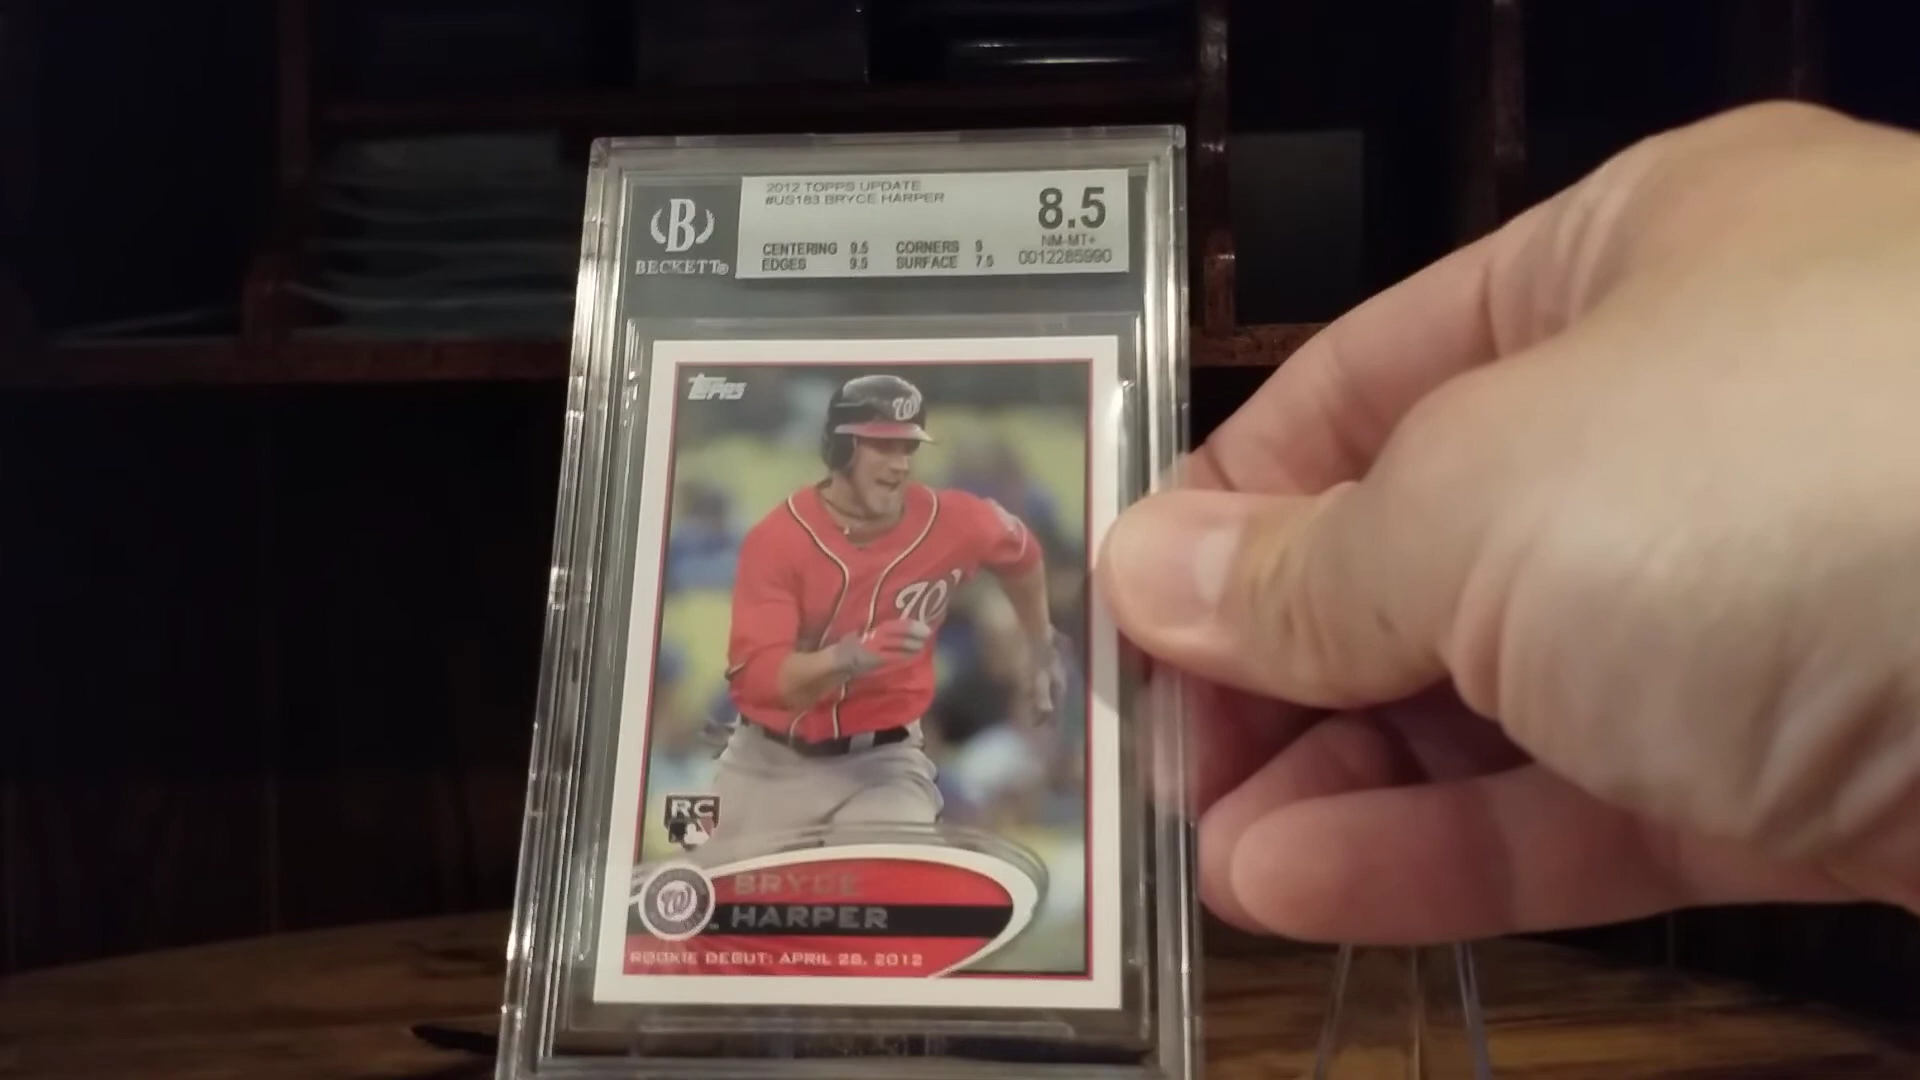 2012 TOPPS UPDATE
#US183 BRYCE HARPER
8.5
NM-MT+
CENTERING 9.5 CORNERS 9
EDGES 9.5 SURFACE 7.5
0012285990
B
BECKETT®
TOPPS
W
W
RC
W
BRYCE
HARPER
ROOKIE DEBUT: APRIL 28, 2012